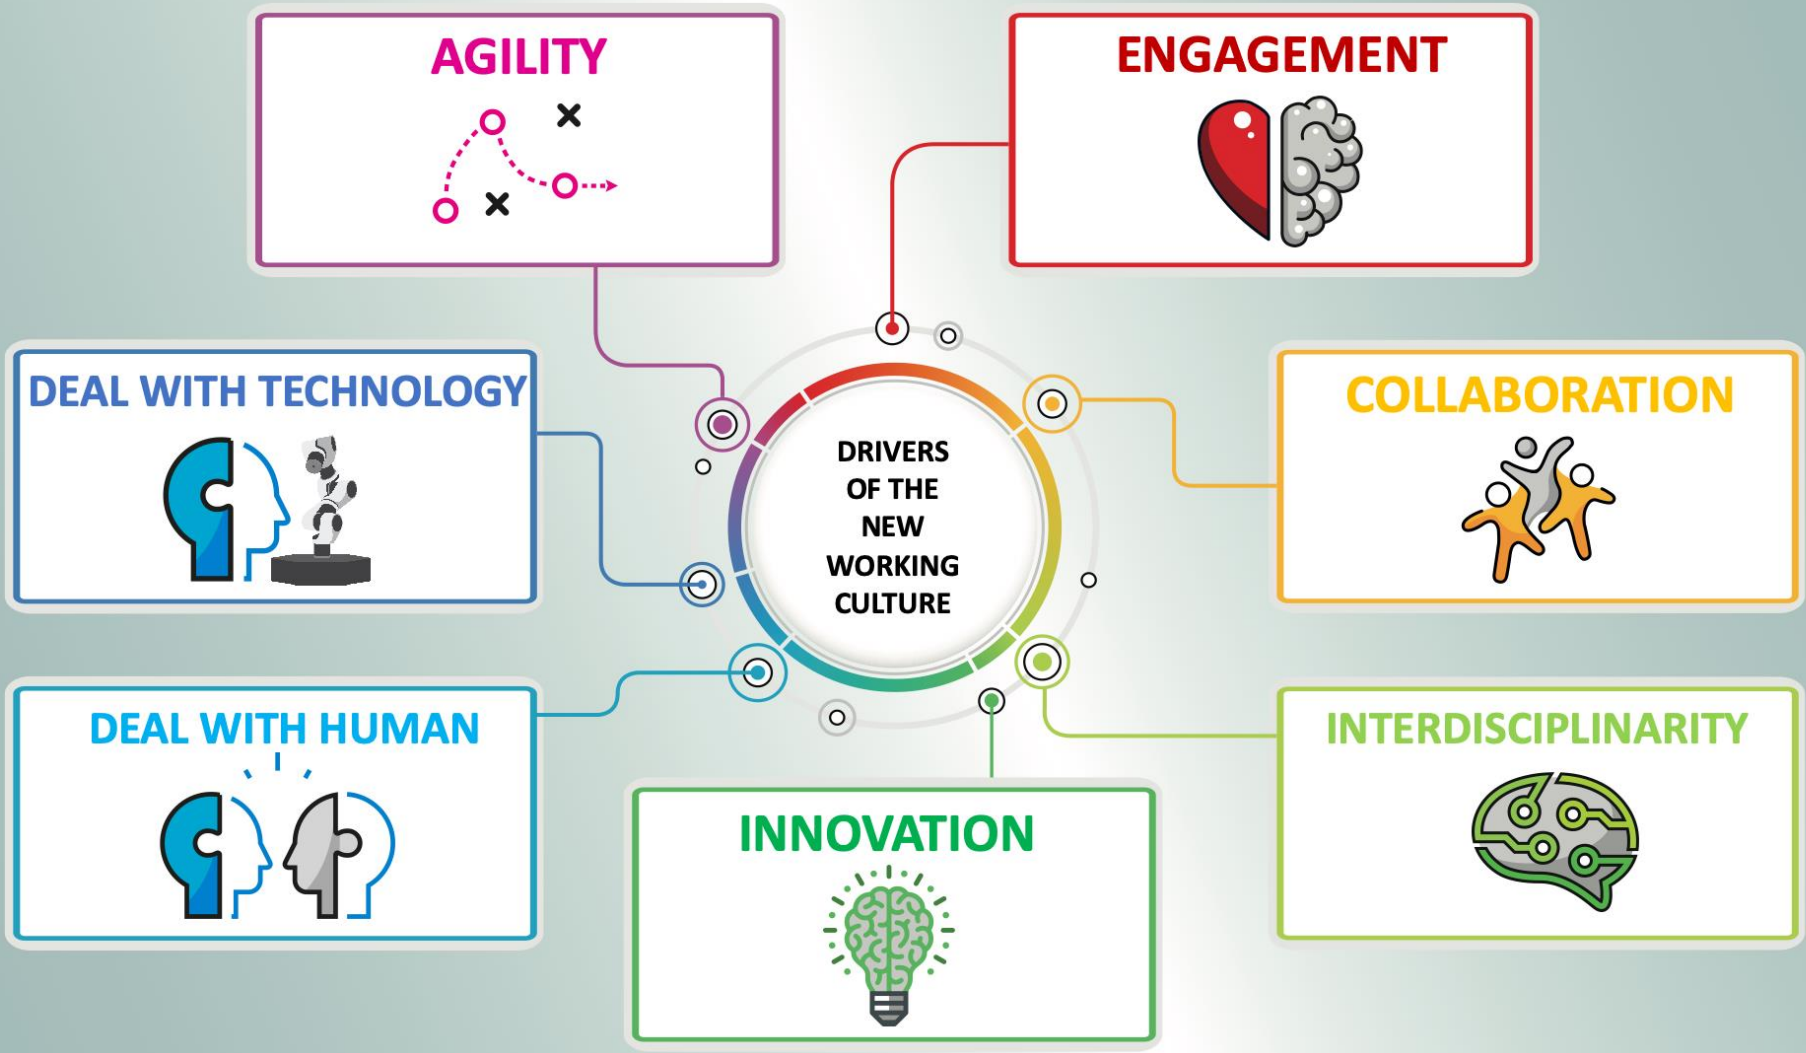 AGILITY
ENGAGEMENT
DEAL WITH TECHNOLOGY
DRIVERS
OF THE
NEW
WORKING
CULTURE
COLLABORATION
DEAL WITH HUMAN
INNOVATION
INTERDISCIPLINARITY